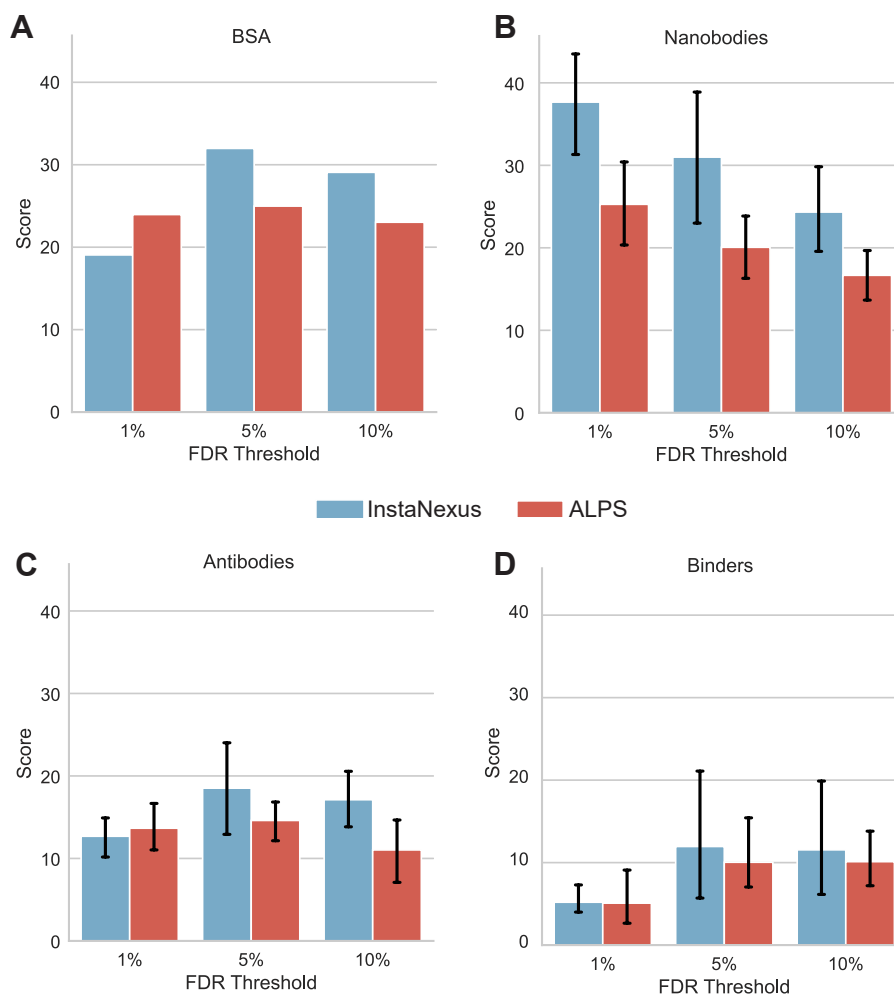 A
BSA
Score
40
30
20
10
0
1%
5%
10%
FDR Threshold
B
Nanobodies
Score
40
30
20
10
0
1%
5%
10%
FDR Threshold
InstaNexus
ALPS
C
Antibodies
Score
40
30
20
10
0
1%
5%
10%
FDR Threshold
D
Binders
Score
40
30
20
10
0
1%
5%
10%
FDR Threshold